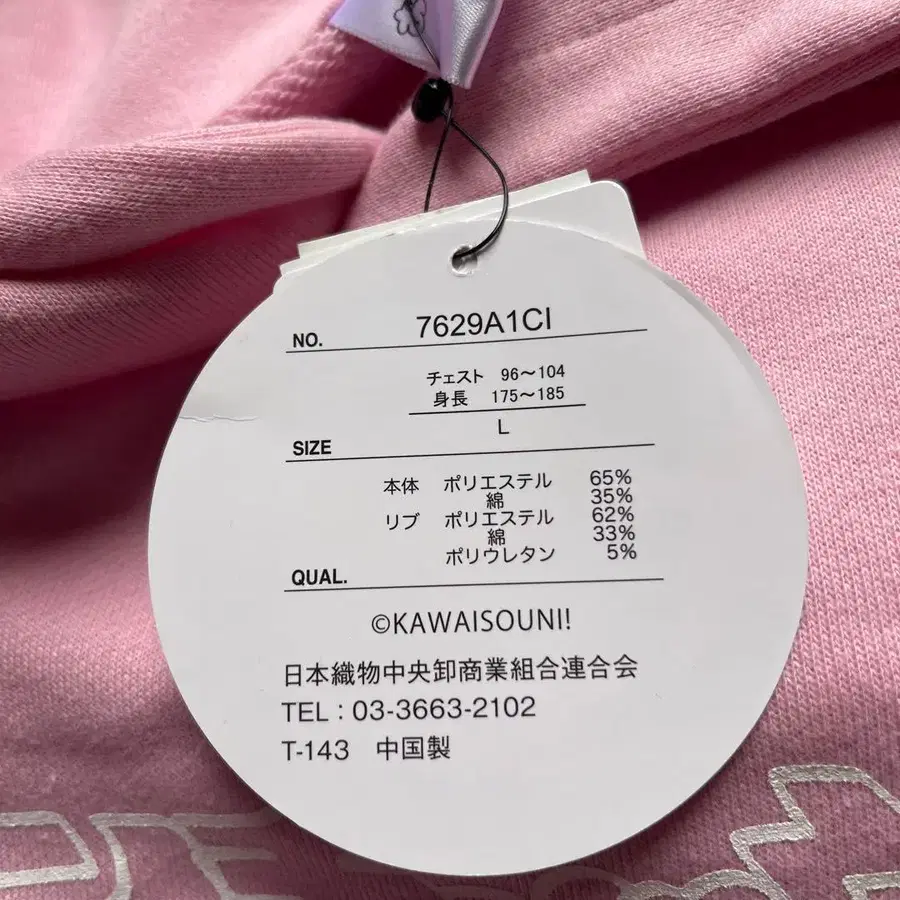 NO. 7629A1CI
チェスト 96〜104
身長 175〜185
L
SIZE
本体 ポリエステル 65%
綿 35%
リブ ポリエステル 62%
綿 33%
ポリウレタン 5%
QUAL.
©KAWAISOUNI!
日本織物中央卸商業組合連合会
TEL : 03-3663-2102
T-143 中国製